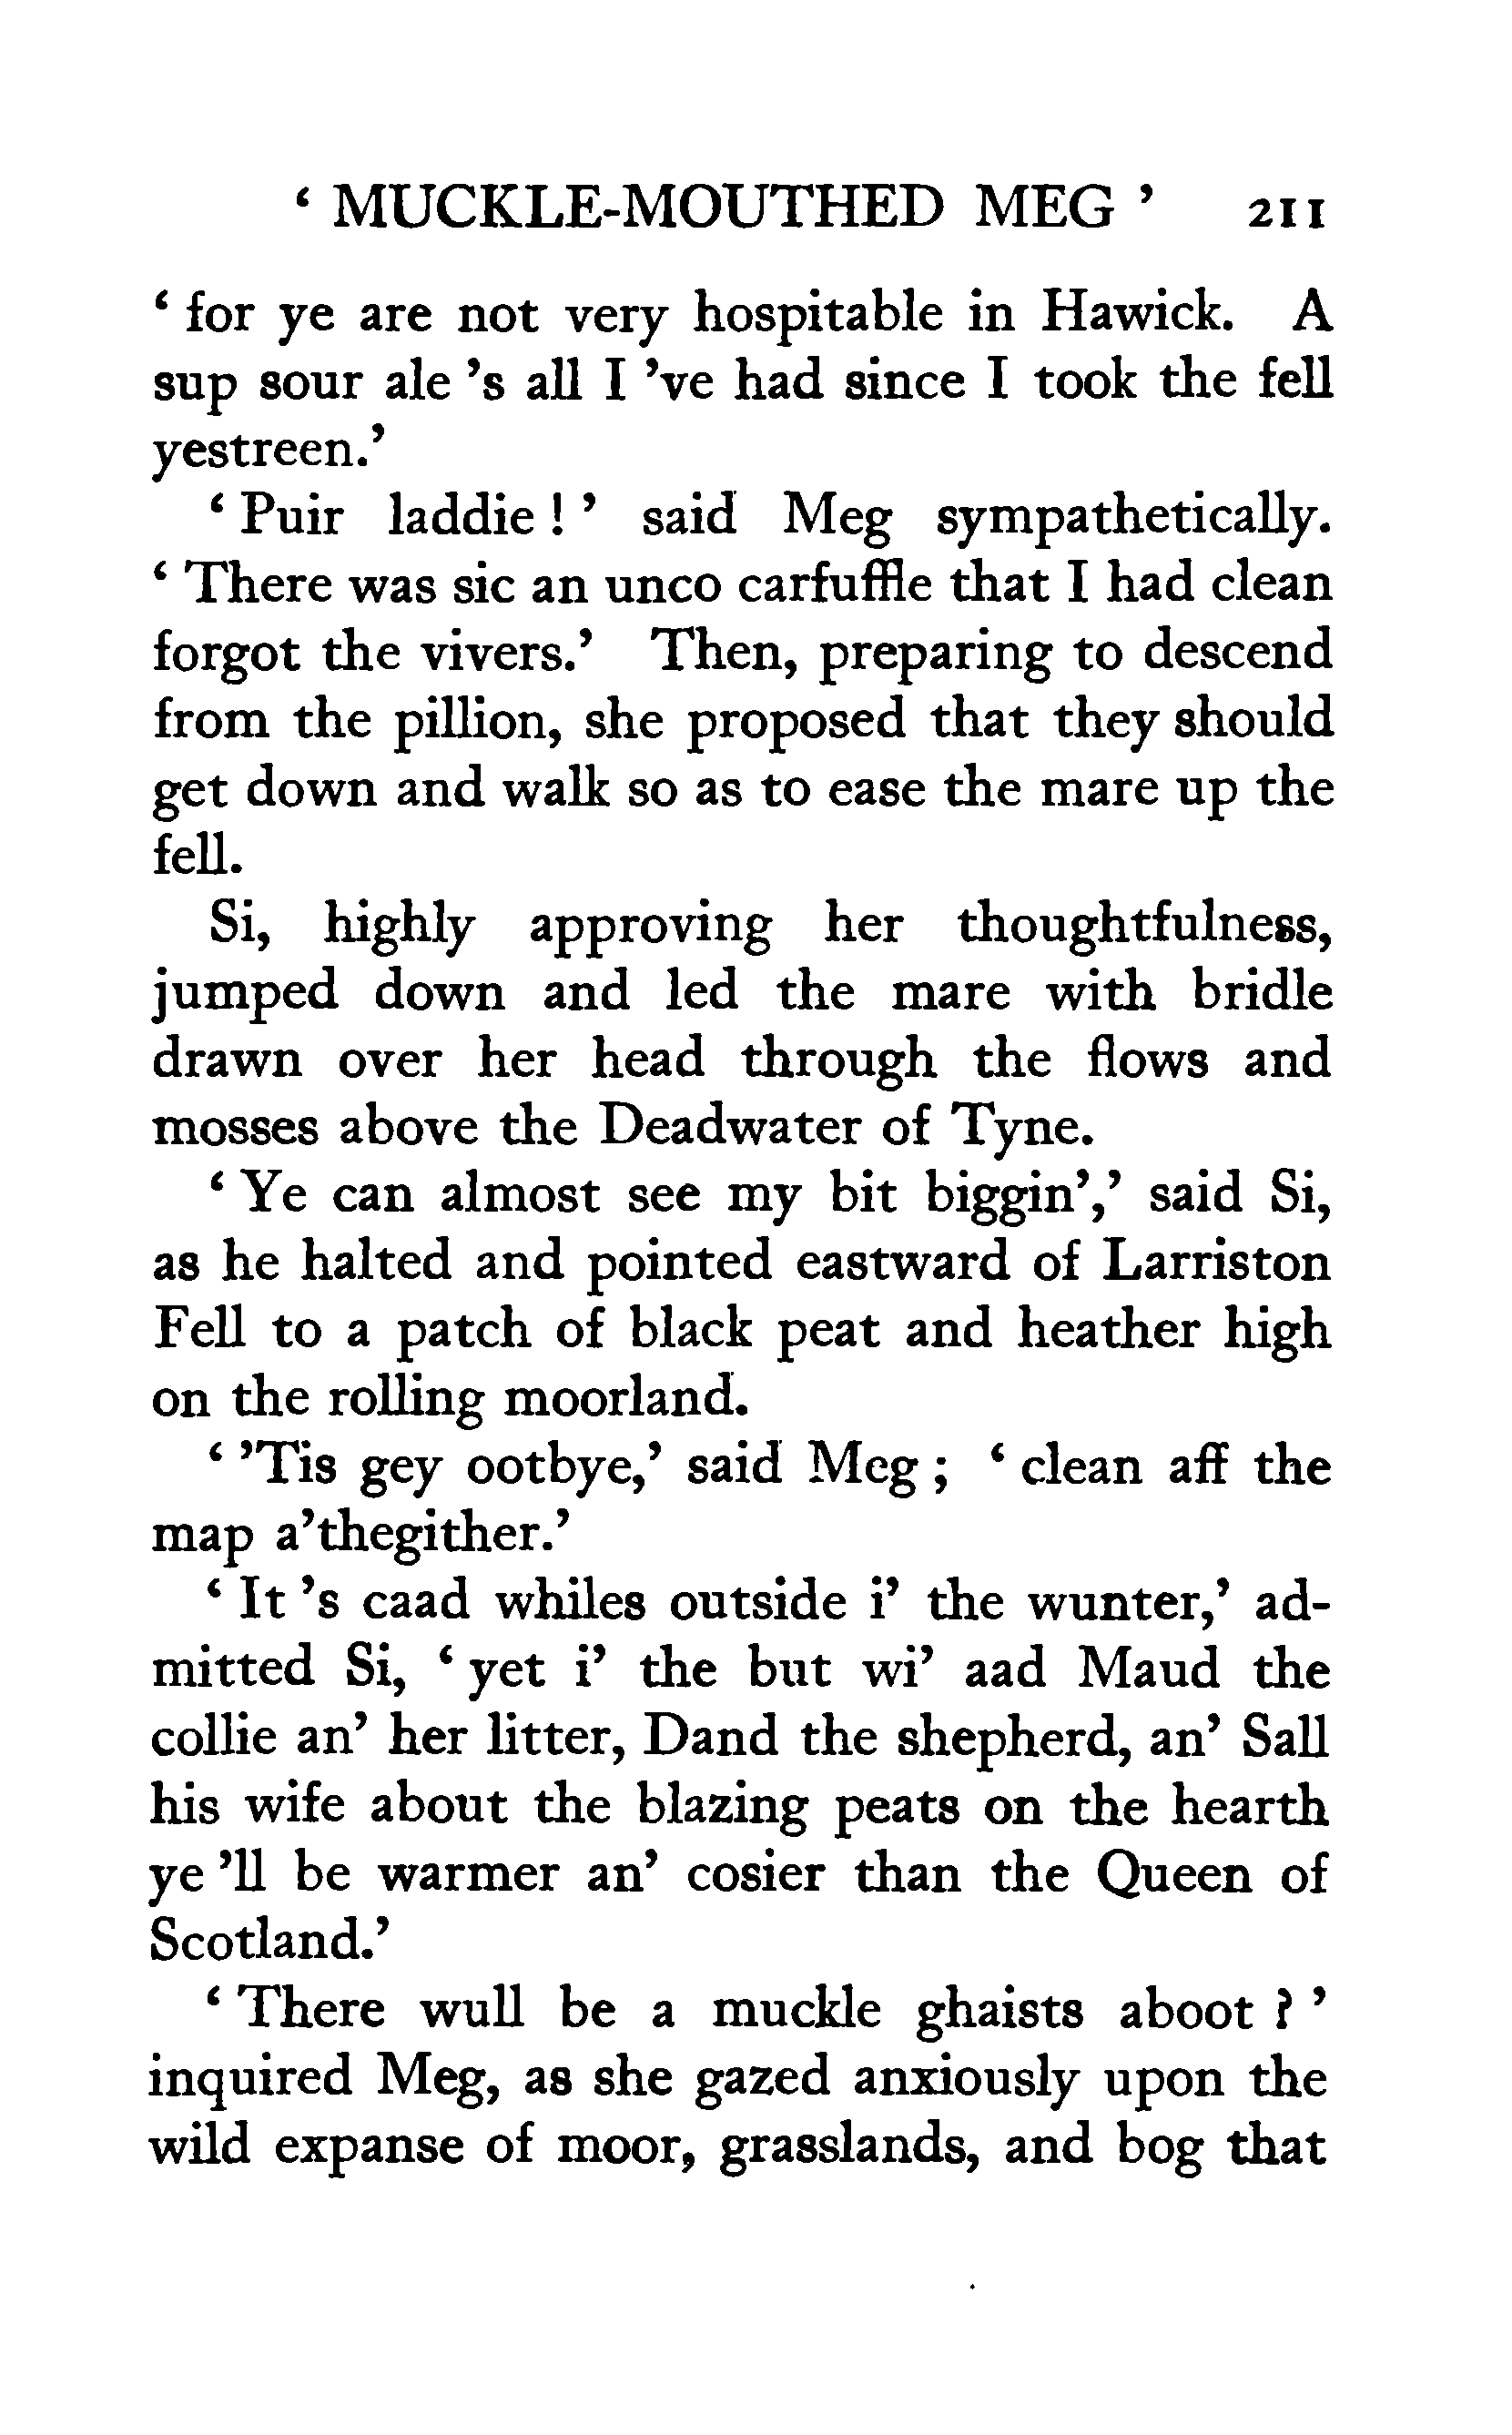 ‘ MUCKLE-MOUTHED MEG ’ 211
‘ for ye are not very hospitable in Hawick. A
sup sour ale ’s all I ’ve had since I took the fell
yestreen.’
‘ Puir laddie ! ’ said Meg sympathetically.
‘ There was sic an unco carfuffle that I had clean
forgot the vivers.’ Then, preparing to descend
from the pillion, she proposed that they should
get down and walk so as to ease the mare up the
fell.
Si, highly approving her thoughtfulness,
jumped down and led the mare with bridle
drawn over her head through the flows and
mosses above the Deadwater of Tyne.
‘ Ye can almost see my bit biggin’,’ said Si,
as he halted and pointed eastward of Larriston
Fell to a patch of black peat and heather high
on the rolling moorland.
‘ ’Tis gey ootbye,’ said Meg ; ‘ clean aff the
map a’thegither.’
‘ It ’s caad whiles outside i’ the wunter,’ ad-
mitted Si, ‘ yet i’ the but wi’ aad Maud the
collie an’ her litter, Dand the shepherd, an’ Sall
his wife about the blazing peats on the hearth
ye ’ll be warmer an’ cosier than the Queen of
Scotland.’
‘ There wull be a muckle ghaists aboot ? ’
inquired Meg, as she gazed anxiously upon the
wild expanse of moor, grasslands, and bog that